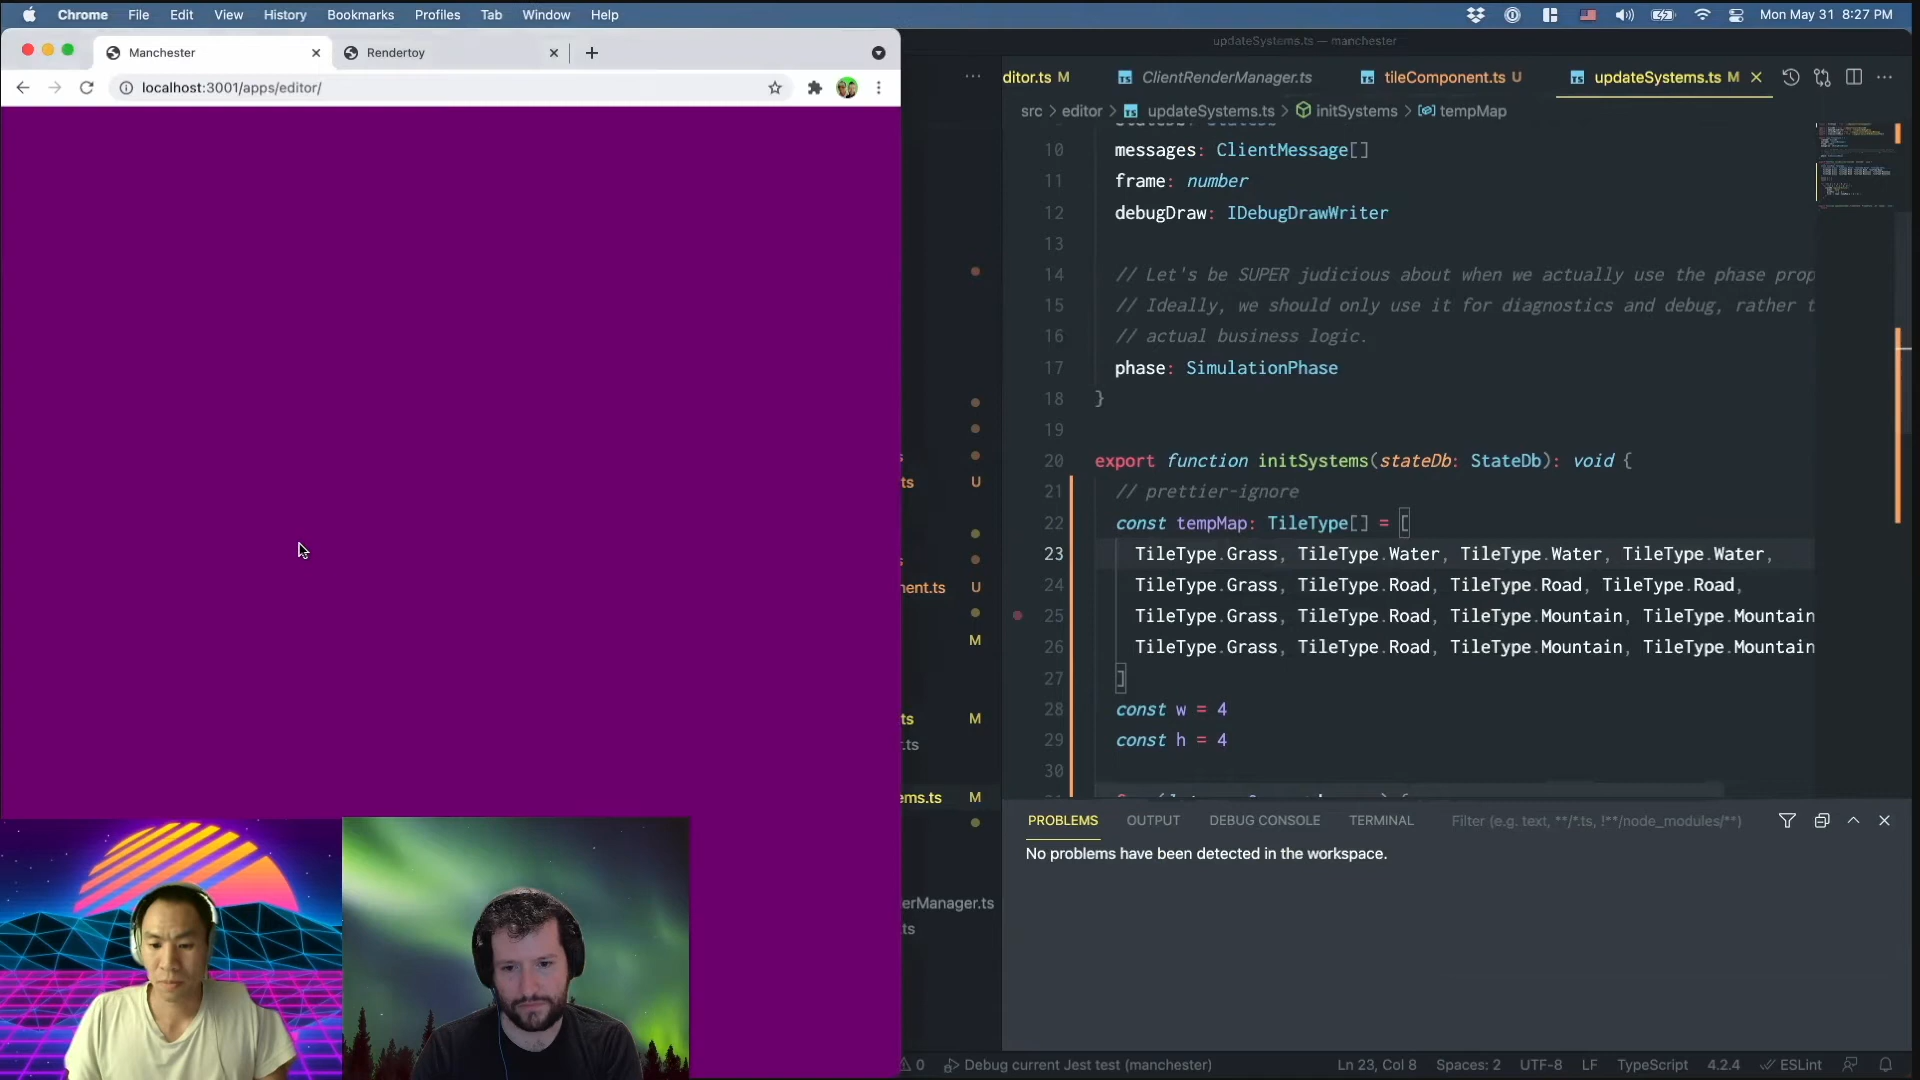 Chrome File Edit View History Bookmarks Profiles Tab Window Help Mon May 31 8:27 PM
updateSystems.ts — manchester
Manchester
Rendertoy
localhost:3001/apps/editor/
ditor.ts M
ClientRenderManager.ts
tileComponent.ts U
updateSystems.ts M
src > editor > updateSystems.ts > initSystems > tempMap
10 messages: ClientMessage[]
11 frame: number
12 debugDraw: IDebugDrawWriter
13
14 // Let's be SUPER judicious about when we actually use the phase prop
15 // Ideally, we should only use it for diagnostics and debug, rather t
16 // actual business logic.
17 phase: SimulationPhase
18 }
19
20 export function initSystems(stateDb: StateDb): void {
21 // prettier-ignore
22 const tempMap: TileType[] = [
23 TileType.Grass, TileType.Water, TileType.Water, TileType.Water,
24 TileType.Grass, TileType.Road, TileType.Road, TileType.Road,
25 TileType.Grass, TileType.Road, TileType.Mountain, TileType.Mountain
26 TileType.Grass, TileType.Road, TileType.Mountain, TileType.Mountain
27 ]
28 const w = 4
29 const h = 4
30
s
ts U
s
nent.ts U
M
ts M
r.ts
ems.ts M
erManager.ts
ts
PROBLEMS OUTPUT DEBUG CONSOLE TERMINAL Filter (e.g. text, **/*.ts, !**/node_modules/**)
No problems have been detected in the workspace.
0 Debug current Jest test (manchester) Ln 23, Col 8 Spaces: 2 UTF-8 LF TypeScript 4.2.4 ESLint